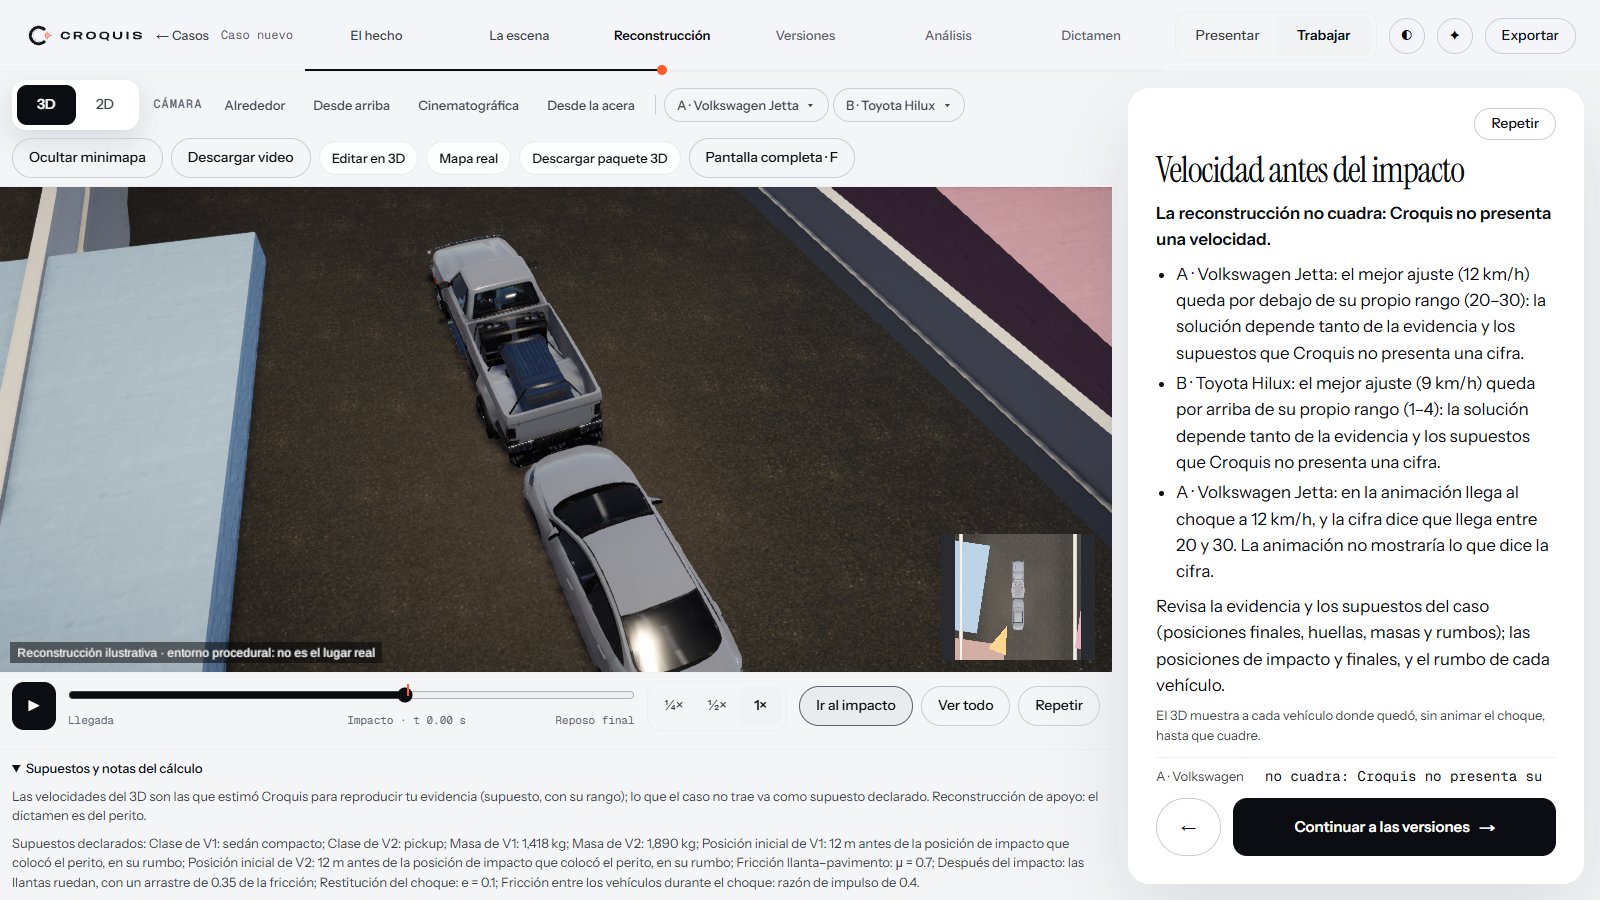 CROQUIS ← Casos Caso nuevo El hecho La escena Reconstrucción Versiones Análisis Dictamen Presentar Trabajar Exportar
3D 2D CÁMARA Alrededor Desde arriba Cinematográfica Desde la acera A · Volkswagen Jetta B · Toyota Hilux
Ocultar minimapa Descargar video Editar en 3D Mapa real Descargar paquete 3D Pantalla completa · F
Reconstrucción ilustrativa · entorno procedural: no es el lugar real
Llegada Impacto · t 0.00 s Reposo final
¼× ½× 1× Ir al impacto Ver todo Repetir
▼ Supuestos y notas del cálculo
Las velocidades del 3D son las que estimó Croquis para reproducir tu evidencia (supuesto, con su rango); lo que el caso no trae va como supuesto declarado. Reconstrucción de apoyo: el
dictamen es del perito.
Supuestos declarados: Clase de V1: sedán compacto; Clase de V2: pickup; Masa de V1: 1,418 kg; Masa de V2: 1,890 kg; Posición inicial de V1: 12 m antes de la posición de impacto que
colocó el perito, en su rumbo; Posición inicial de V2: 12 m antes de la posición de impacto que colocó el perito, en su rumbo; Fricción llanta–pavimento: μ = 0.7; Después del impacto: las
llantas ruedan, con un arrastre de 0.35 de la fricción; Restitución del choque: e = 0.1; Fricción entre los vehículos durante el choque: razón de impulso de 0.4.
Repetir
Velocidad antes del impacto
La reconstrucción no cuadra: Croquis no presenta
una velocidad.
• A · Volkswagen Jetta: el mejor ajuste (12 km/h)
queda por debajo de su propio rango (20–30): la
solución depende tanto de la evidencia y los
supuestos que Croquis no presenta una cifra.
• B · Toyota Hilux: el mejor ajuste (9 km/h) queda
por arriba de su propio rango (1–4): la solución
depende tanto de la evidencia y los supuestos
que Croquis no presenta una cifra.
• A · Volkswagen Jetta: en la animación llega al
choque a 12 km/h, y la cifra dice que llega entre
20 y 30. La animación no mostraría lo que dice la
cifra.
Revisa la evidencia y los supuestos del caso
(posiciones finales, huellas, masas y rumbos); las
posiciones de impacto y finales, y el rumbo de cada
vehículo.
El 3D muestra a cada vehículo donde quedó, sin animar el choque,
hasta que cuadre.
A · Volkswagen no cuadra: Croquis no presenta su
← Continuar a las versiones →